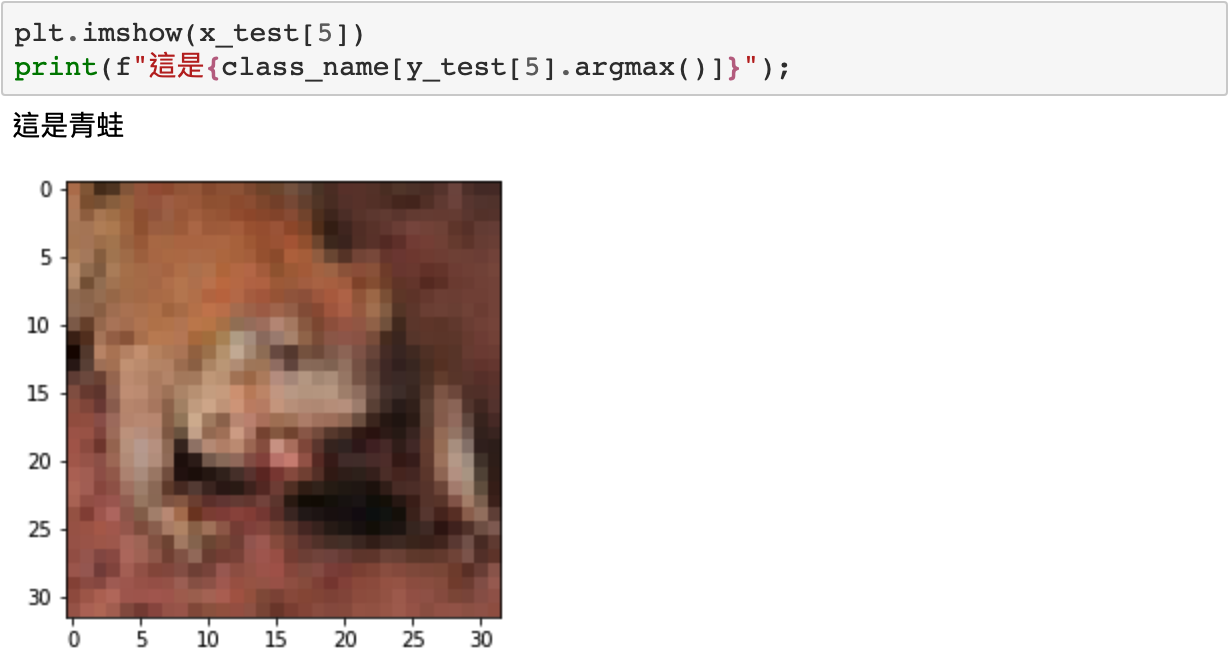 plt.imshow(x_test[5])
print(f"這是{class_name[y_test[5].argmax()]}");
這是青蛙
0
5
10
15
20
25
30
0 5 10 15 20 25 30